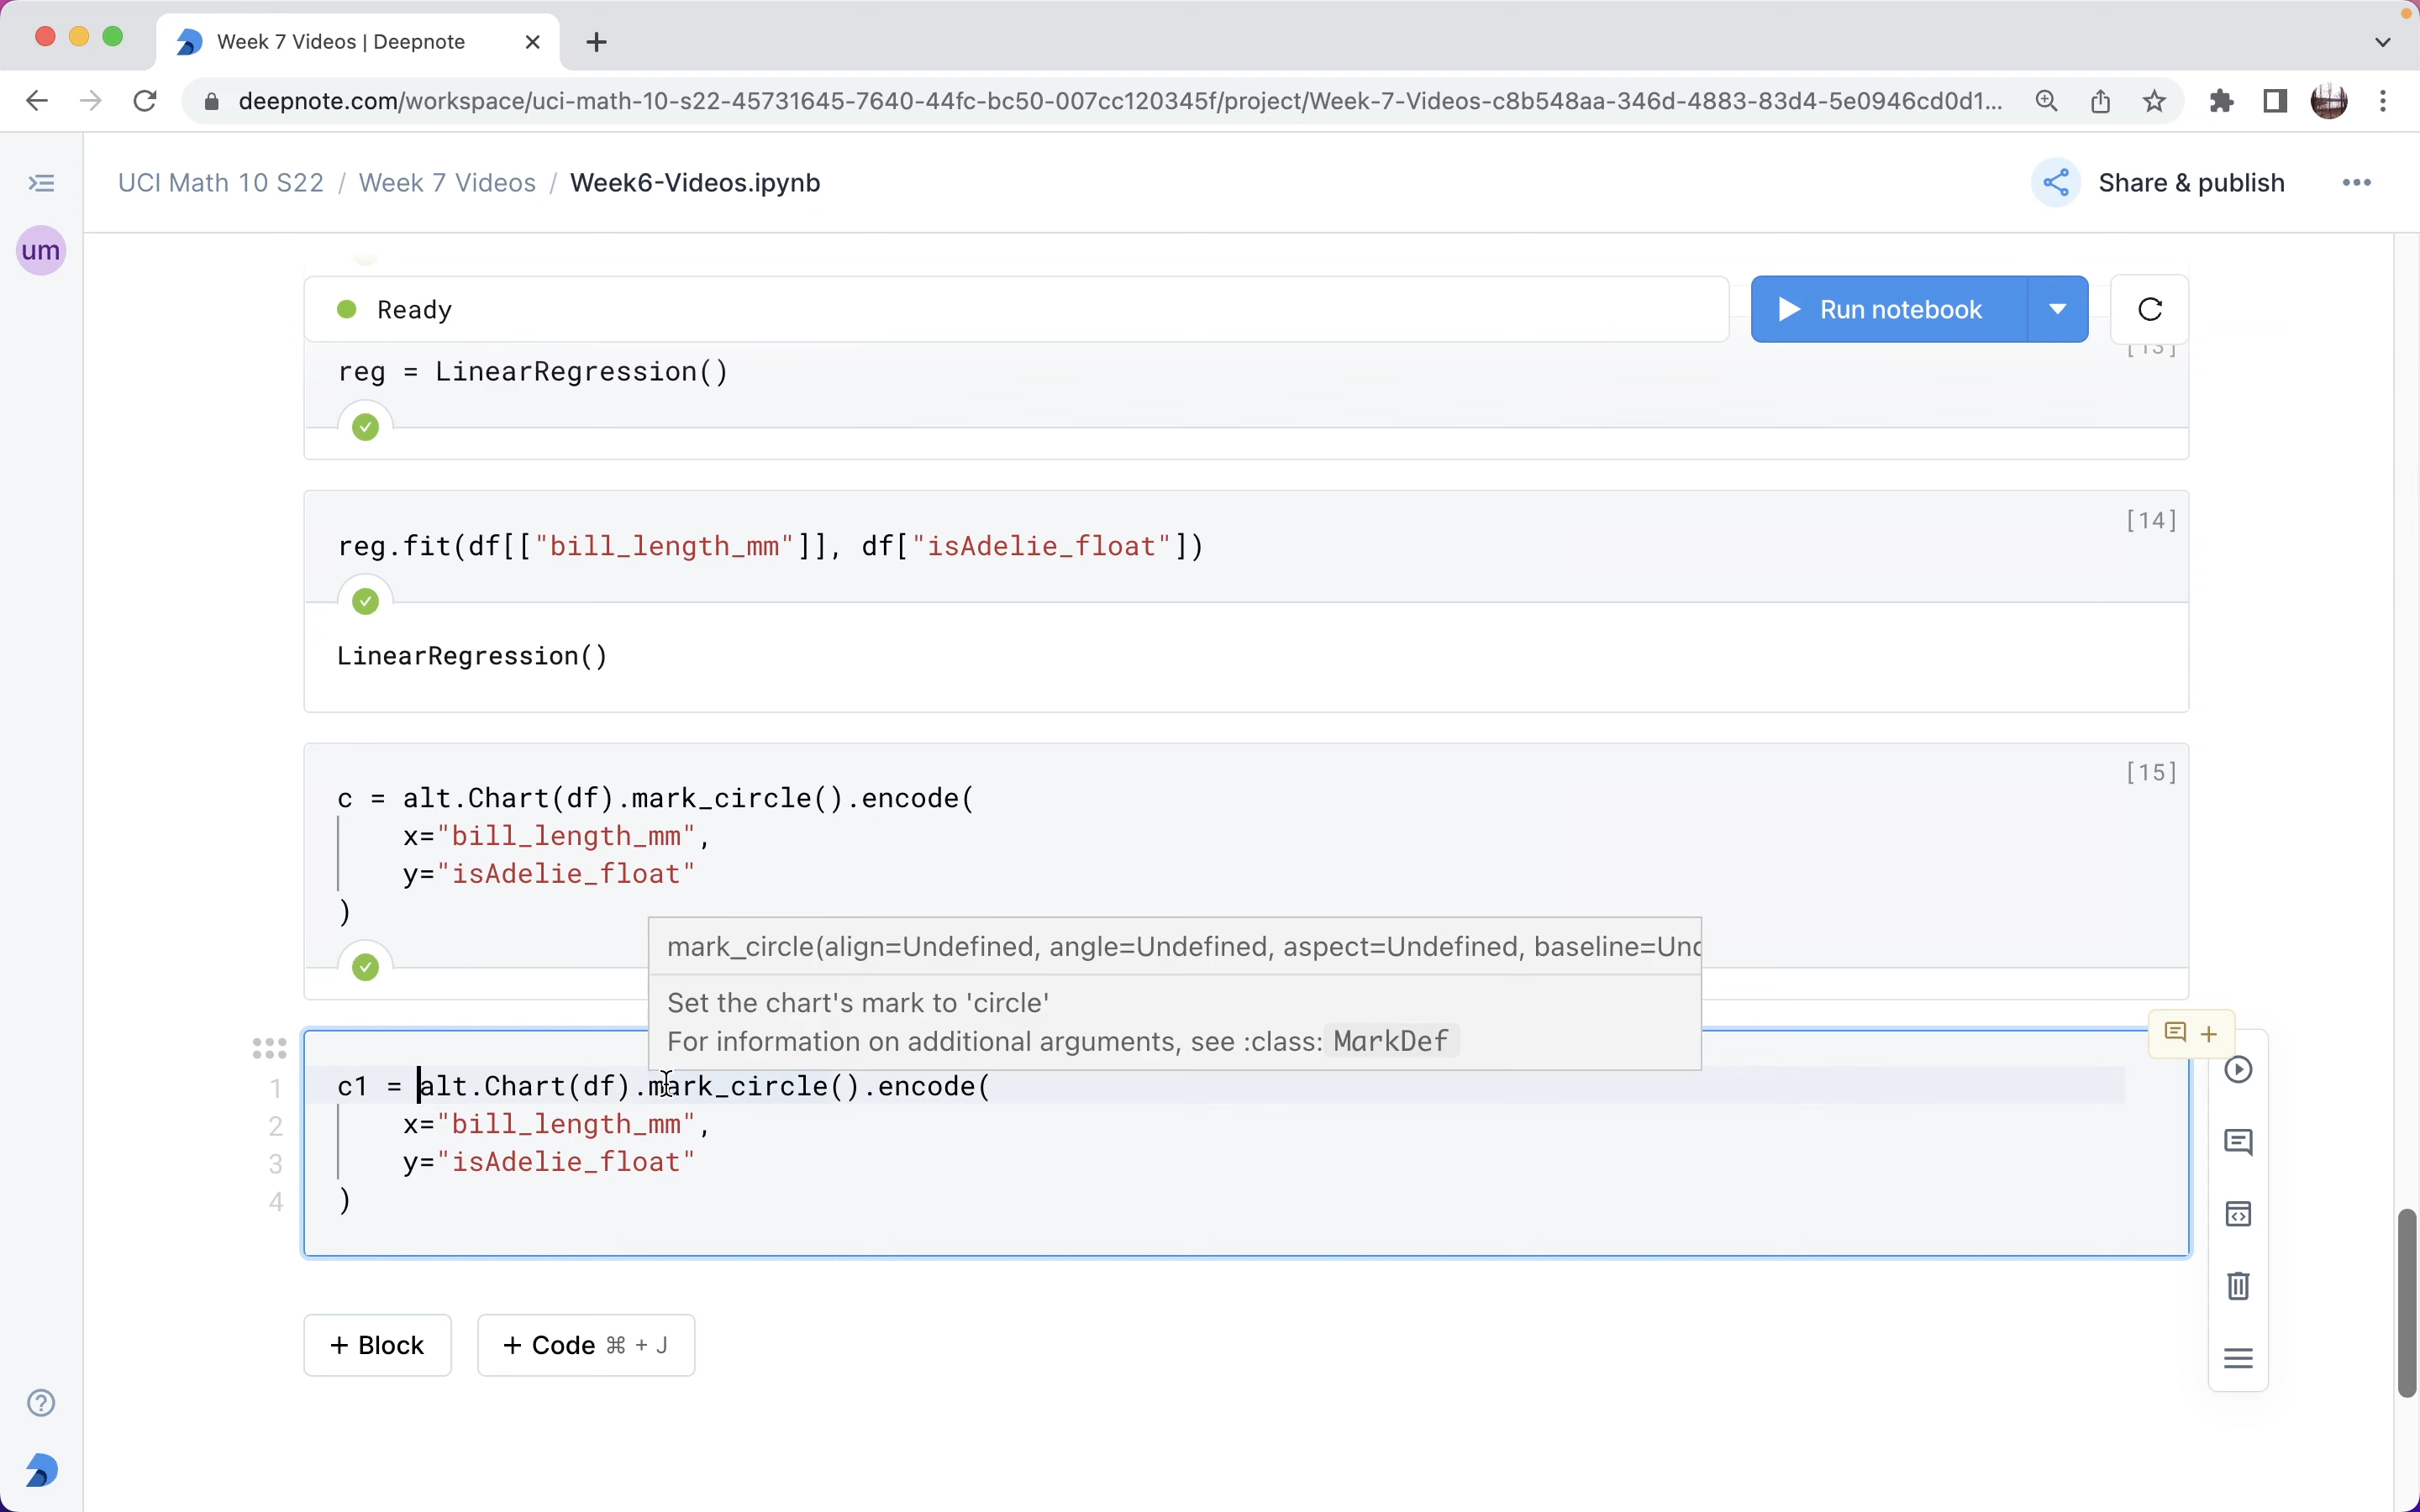 Week 7 Videos | Deepnote
deepnote.com/workspace/uci-math-10-s22-45731645-7640-44fc-bc50-007cc120345f/project/Week-7-Videos-c8b548aa-346d-4883-83d4-5e0946cd0d1...
um
UCI Math 10 S22 / Week 7 Videos / Week6-Videos.ipynb
Share & publish
Ready
Run notebook
[13]
reg = LinearRegression()
[14]
reg.fit(df[["bill_length_mm"]], df["isAdelie_float"])
LinearRegression()
[15]
c = alt.Chart(df).mark_circle().encode(
x="bill_length_mm",
y="isAdelie_float"
)
mark_circle(align=Undefined, angle=Undefined, aspect=Undefined, baseline=Und
Set the chart's mark to 'circle'
For information on additional arguments, see :class: MarkDef
1 c1 = alt.Chart(df).mark_circle().encode(
2 x="bill_length_mm",
3 y="isAdelie_float"
4 )
+ Block
+ Code ⌘ + J